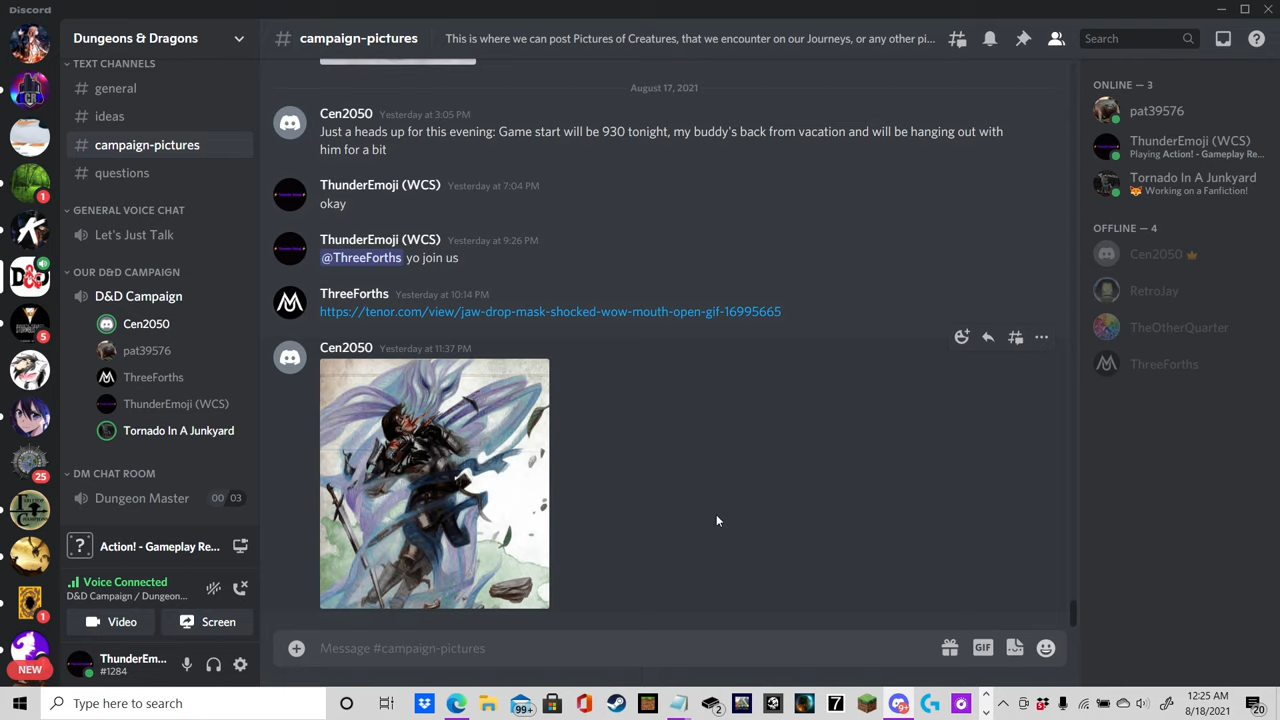 Discord
Dungeons & Dragons
TEXT CHANNELS
# general
# ideas
# campaign-pictures
# questions
GENERAL VOICE CHAT
Let's Just Talk
OUR D&D CAMPAIGN
D&D Campaign
Cen2050
pat39576
ThreeForths
ThunderEmoji (WCS)
Tornado In A Junkyard
DM CHAT ROOM
Dungeon Master 00 03
Action! - Gameplay Re...
Voice Connected
D&D Campaign / Dungeon...
Video
Screen
ThunderEm...
#1284
1
5
25
1
NEW
# campaign-pictures
This is where we can post Pictures of Creatures, that we encounter on our Journeys, or any other pi...
Search
August 17, 2021
Cen2050 Yesterday at 3:05 PM
Just a heads up for this evening: Game start will be 930 tonight, my buddy's back from vacation and will be hanging out with
him for a bit
ThunderEmoji (WCS) Yesterday at 7:04 PM
okay
ThunderEmoji (WCS) Yesterday at 9:26 PM
@ThreeForths yo join us
ThreeForths Yesterday at 10:14 PM
https://tenor.com/view/jaw-drop-mask-shocked-wow-mouth-open-gif-16995665
Cen2050 Yesterday at 11:37 PM
Message #campaign-pictures
GIF
ONLINE — 3
pat39576
ThunderEmoji (WCS)
Playing Action! - Gameplay Re...
Tornado In A Junkyard
Working on a Fanfiction!
OFFLINE — 4
Cen2050
RetroJay
TheOtherQuarter
ThreeForths
Type here to search
99+
2
7
9+
12:25 AM
8/18/2021
20